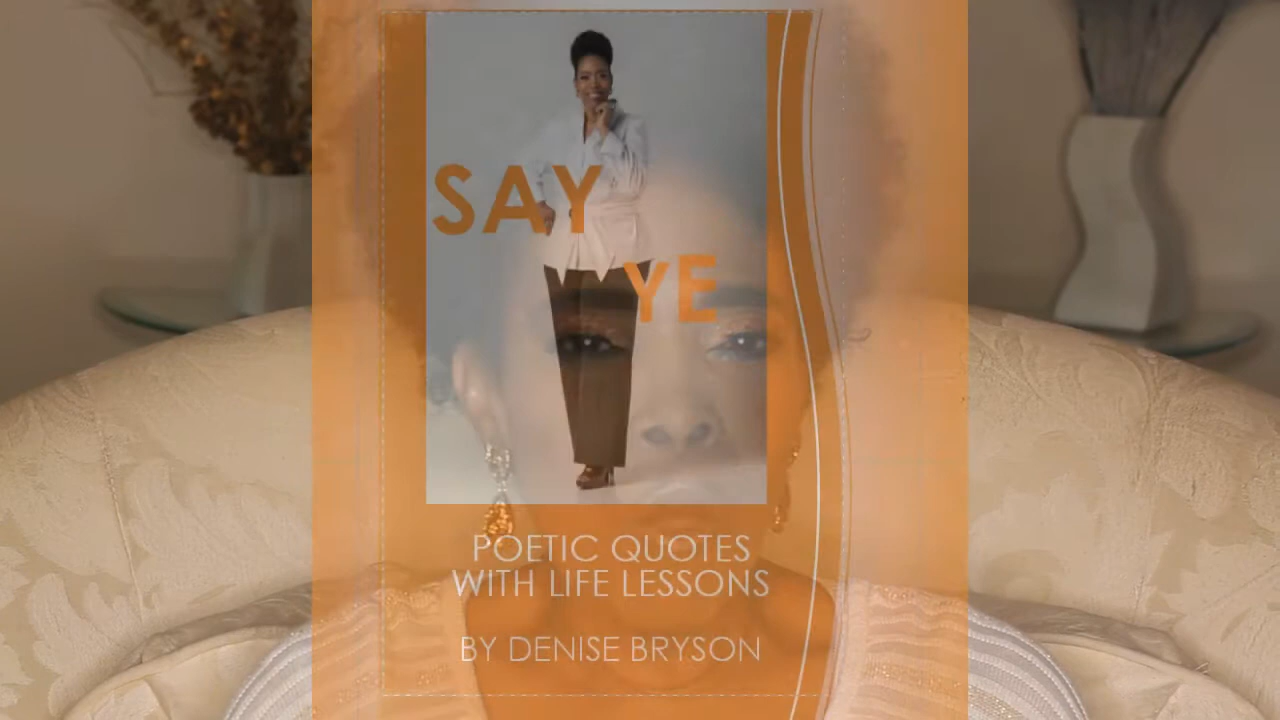 SAY
YE
POETIC QUOTES
WITH LIFE LESSONS
BY DENISE BRYSON